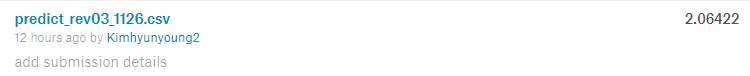 predict_rev03_1126.csv 2.06422
12 hours ago by Kimhyunyoung2
add submission details